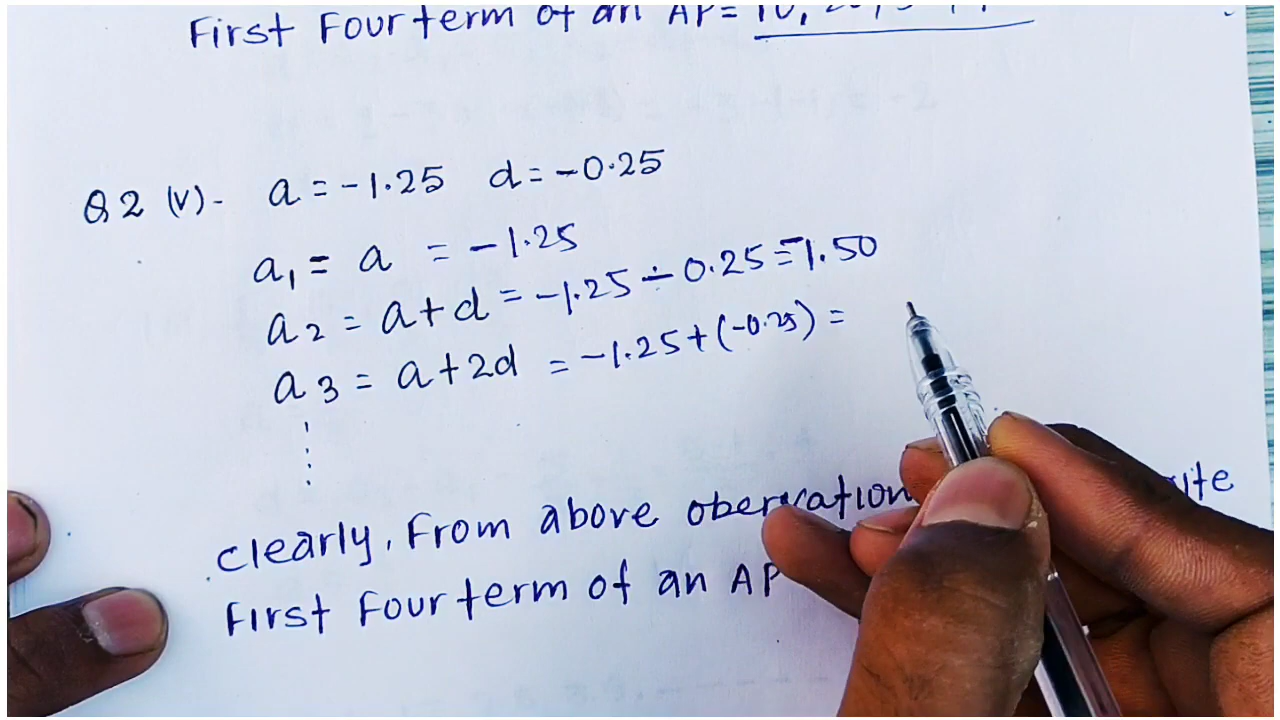 First Four term of an AP= 10,
Q2 (V)- a = -1.25 d = -0.25
a1 = a = -1.25
a2 = a+d = -1.25 ÷ 0.25 = -1.50
a3 = a+2d = -1.25+(-0.25) =
clearly, From above obervation
First Four term of an AP